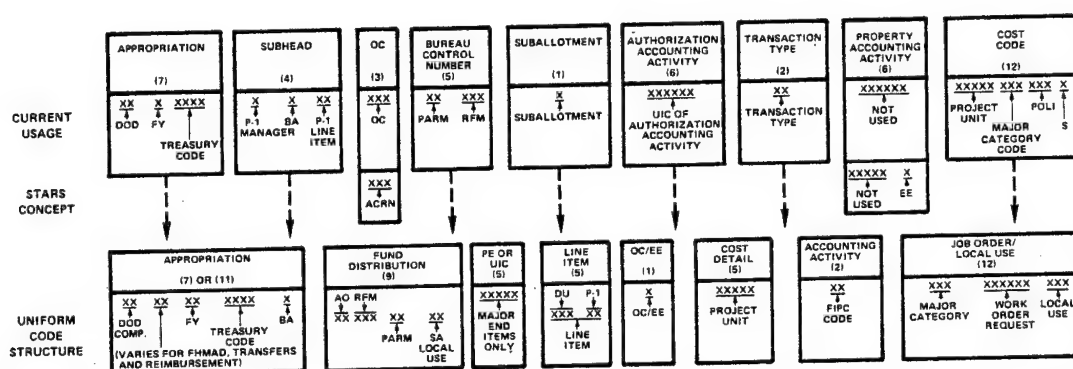 CURRENT USAGE
APPROPRIATION
(7)
XX X XXXX
DOD FY
TREASURY CODE
SUBHEAD
(4)
X X XX
P-1 MANAGER BA P-1 LINE ITEM
OC
(3)
XXX
OC
BUREAU CONTROL NUMBER
(5)
XX XXX
PARM RFM
SUBALLOTMENT
(1)
X
SUBALLOTMENT
AUTHORIZATION ACCOUNTING ACTIVITY
(6)
XXXXXX
UIC OF AUTHORIZATION ACCOUNTING ACTIVITY
TRANSACTION TYPE
(2)
XX
TRANSACTION TYPE
PROPERTY ACCOUNTING ACTIVITY
(6)
XXXXXX
NOT USED
COST CODE
(12)
XXXXX XXX XXX X
PROJECT UNIT
MAJOR CATEGORY CODE
POLI
S
STARS CONCEPT
XXX
ACRN
XXXXX X
NOT USED EE
UNIFORM CODE STRUCTURE
APPROPRIATION
(7) OR (11)
XX XX XX XXXX X
DOD COMP. FY TREASURY CODE BA
(VARIES FOR FHMAD, TRANSFERS AND REIMBURSEMENT)
FUND DISTRIBUTION
(9)
AO RFM
XX XXX XX XX
PARM
SA LOCAL USE
PE OR UIC
(5)
XXXXX
MAJOR END ITEMS ONLY
LINE ITEM
(5)
DU P-1
XXX XX
LINE ITEM
OC/EE
(1)
X
OC/EE
COST DETAIL
(5)
XXXXX
PROJECT UNIT
ACCOUNTING ACTIVITY
(2)
XX
FIPC CODE
JOB ORDER/ LOCAL USE
(12)
XXX XXXXXX XXX
MAJOR CATEGORY
WORK ORDER REQUEST
LOCAL USE